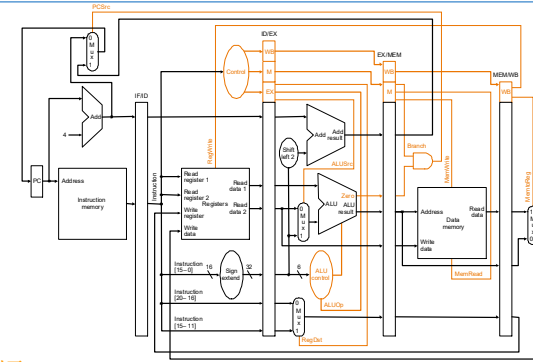 PCSrc
ID/EX
0
M
u
x
1
WB
EX/MEM
Control
M
WB
MEM/WB
IF/ID
EX
M
WB
Add
4
Add
Add
result
Branch
Shift
left 2
RegWrite
ALUSrc
MemWrite
MemtoReg
PC
Address
Instruction
memory
Instruction
Read
register 1
Read
data 1
Read
register 2
Registers
Read
data 2
Write
register
Write
data
0
M
u
x
1
Zero
ALU
ALU
result
Address
Read
data
Data
memory
Write
data
1
M
u
x
0
Instruction
[15–0]
16
Sign
extend
32
6
ALU
control
MemRead
Instruction
[20–16]
ALUOp
0
M
u
x
1
Instruction
[15–11]
RegDst